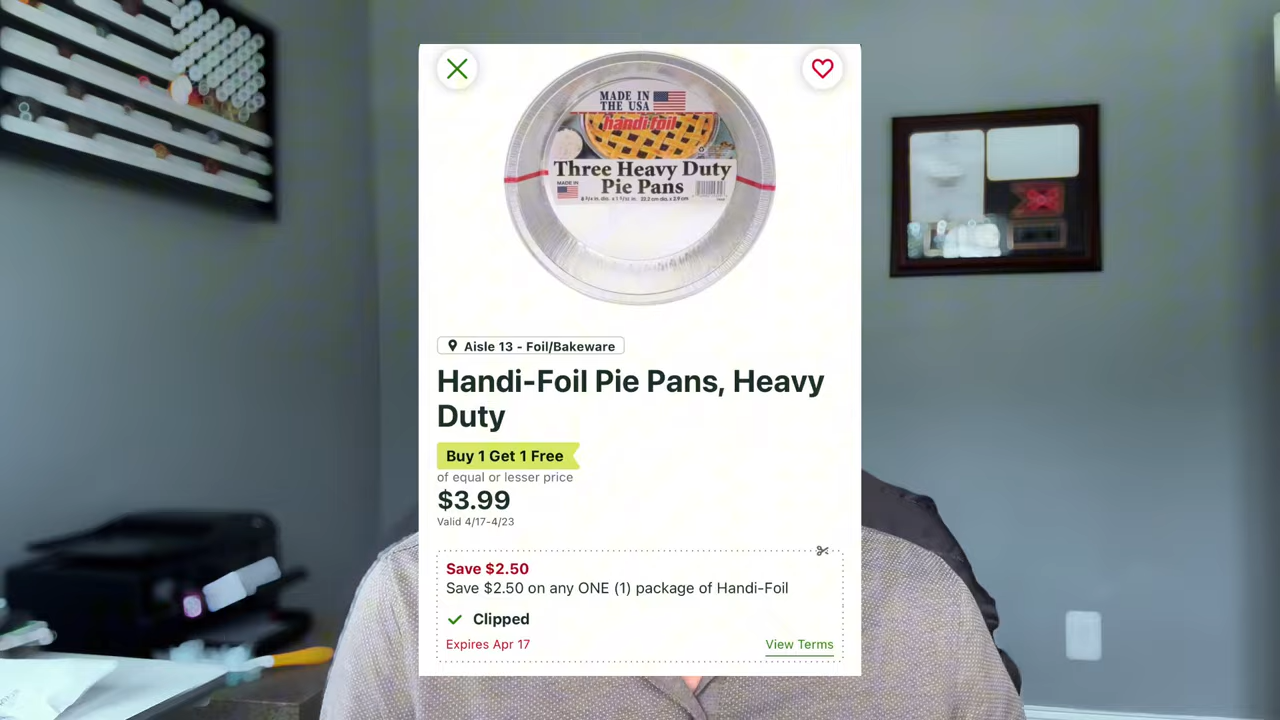 MADE IN
THE USA
handi-foil
Three Heavy Duty
Pie Pans
MADE IN
Aisle 13 - Foil/Bakeware
Handi-Foil Pie Pans, Heavy
Duty
Buy 1 Get 1 Free
of equal or lesser price
$3.99
Valid 4/17-4/23
Save $2.50
Save $2.50 on any ONE (1) package of Handi-Foil
Clipped
Expires Apr 17
View Terms